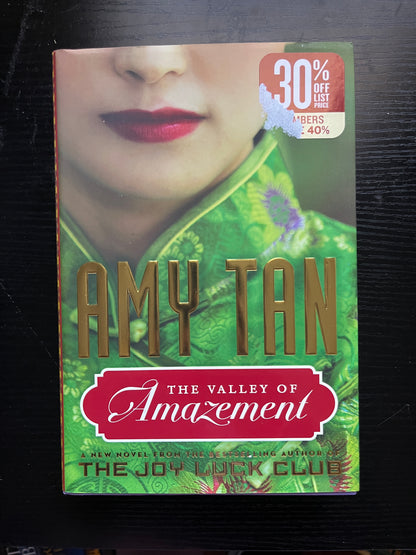 30%
OFF
LIST
PRICE
40%
AMY TAN
THE VALLEY OF
Amazement
A NEW NOVEL FROM THE BESTSELLING AUTHOR OF
THE JOY LUCK CLUB